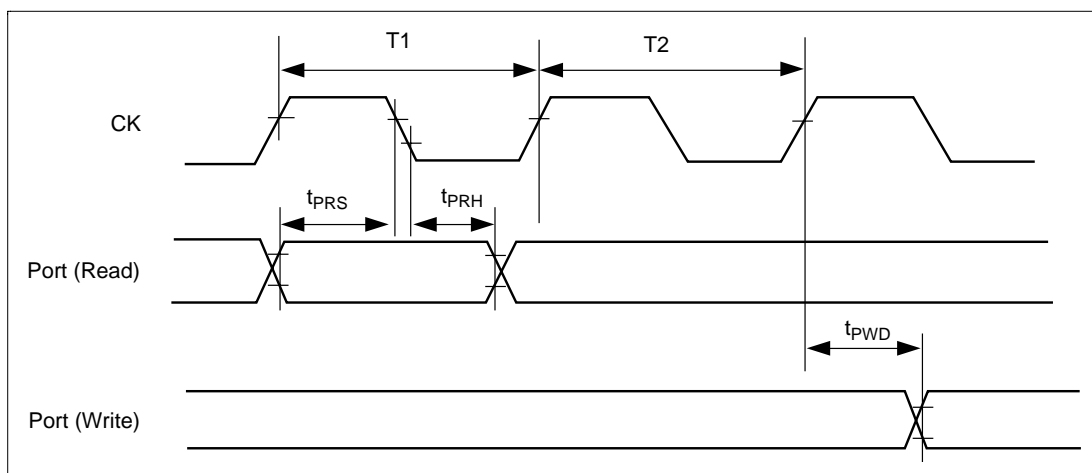 T1
T2
CK
tPRS
tPRH
Port (Read)
tPWD
Port (Write)